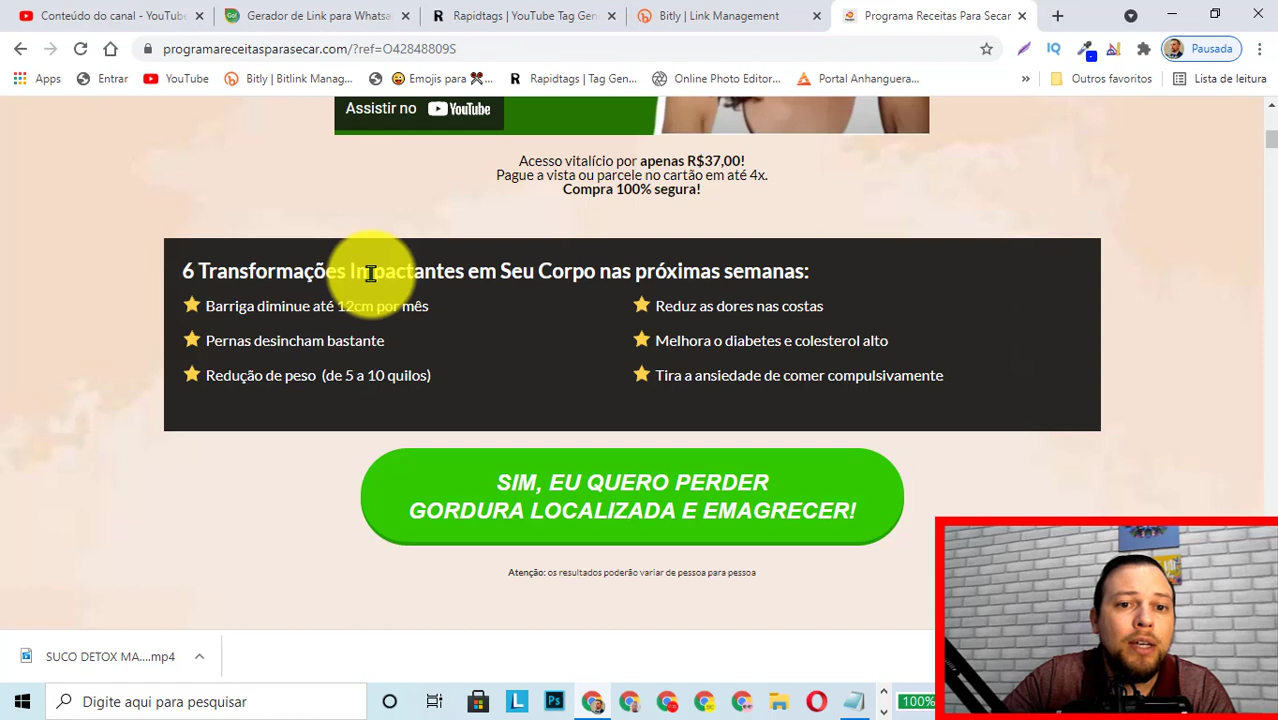 Conteúdo do canal - YouTube
Gerador de Link para Whatsa
Rapidtags | YouTube Tag Gen
Bitly | Link Management
Programa Receitas Para Secar
programareceitasparasecar.com/?ref=O42848809S
Pausada
Apps
Entrar
YouTube
Bitly | Bitlink Manag...
Emojis para
Rapidtags | Tag Gen...
Online Photo Editor...
Portal Anhanguera...
Outros favoritos
Lista de leitura
Assistir no YouTube
Acesso vitalício por apenas R$37,00!
Pague a vista ou parcele no cartão em até 4x.
Compra 100% segura!
6 Transformações Impactantes em Seu Corpo nas próximas semanas:
Barriga diminue até 12cm por mês
Reduz as dores nas costas
Pernas desincham bastante
Melhora o diabetes e colesterol alto
Redução de peso (de 5 a 10 quilos)
Tira a ansiedade de comer compulsivamente
SIM, EU QUERO PERDER
GORDURA LOCALIZADA E EMAGRECER!
Atenção: os resultados poderão variar de pessoa para pessoa
SUCO DETOX MA....mp4
Digite aqui para pesquisar
100%